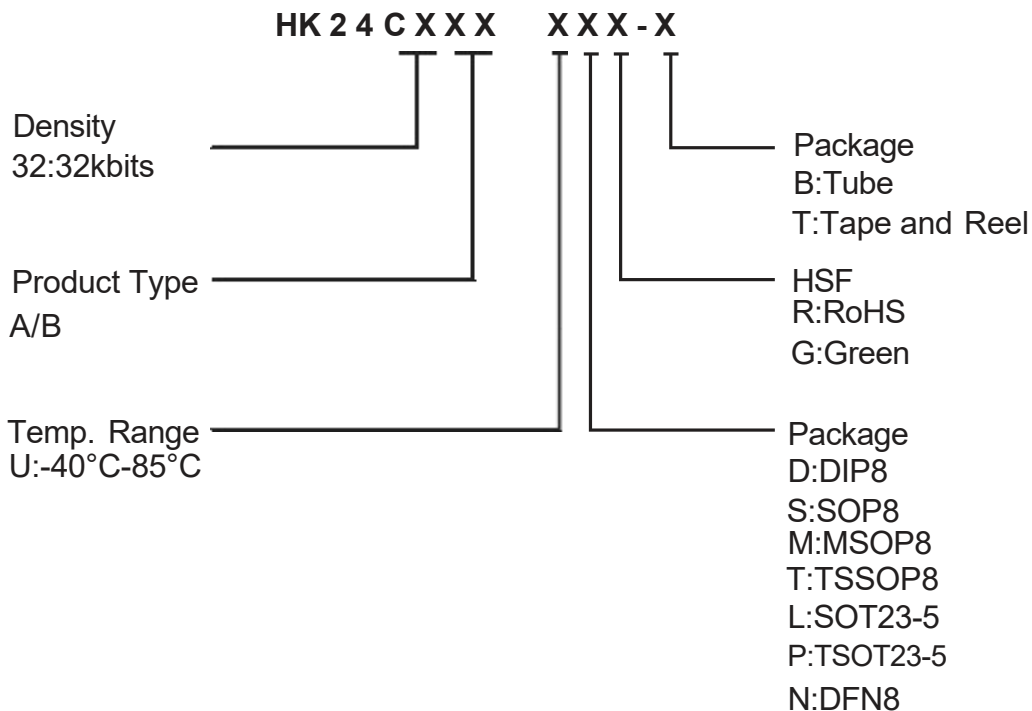 HK24CXXX XXX-X
Density
32:32kbits
Product Type
A/B
Temp. Range
U:-40°C-85°C
Package
B:Tube
T:Tape and Reel
HSF
R:RoHS
G:Green
Package
D:DIP8
S:SOP8
M:MSOP8
T:TSSOP8
L:SOT23-5
P:TSOT23-5
N:DFN8